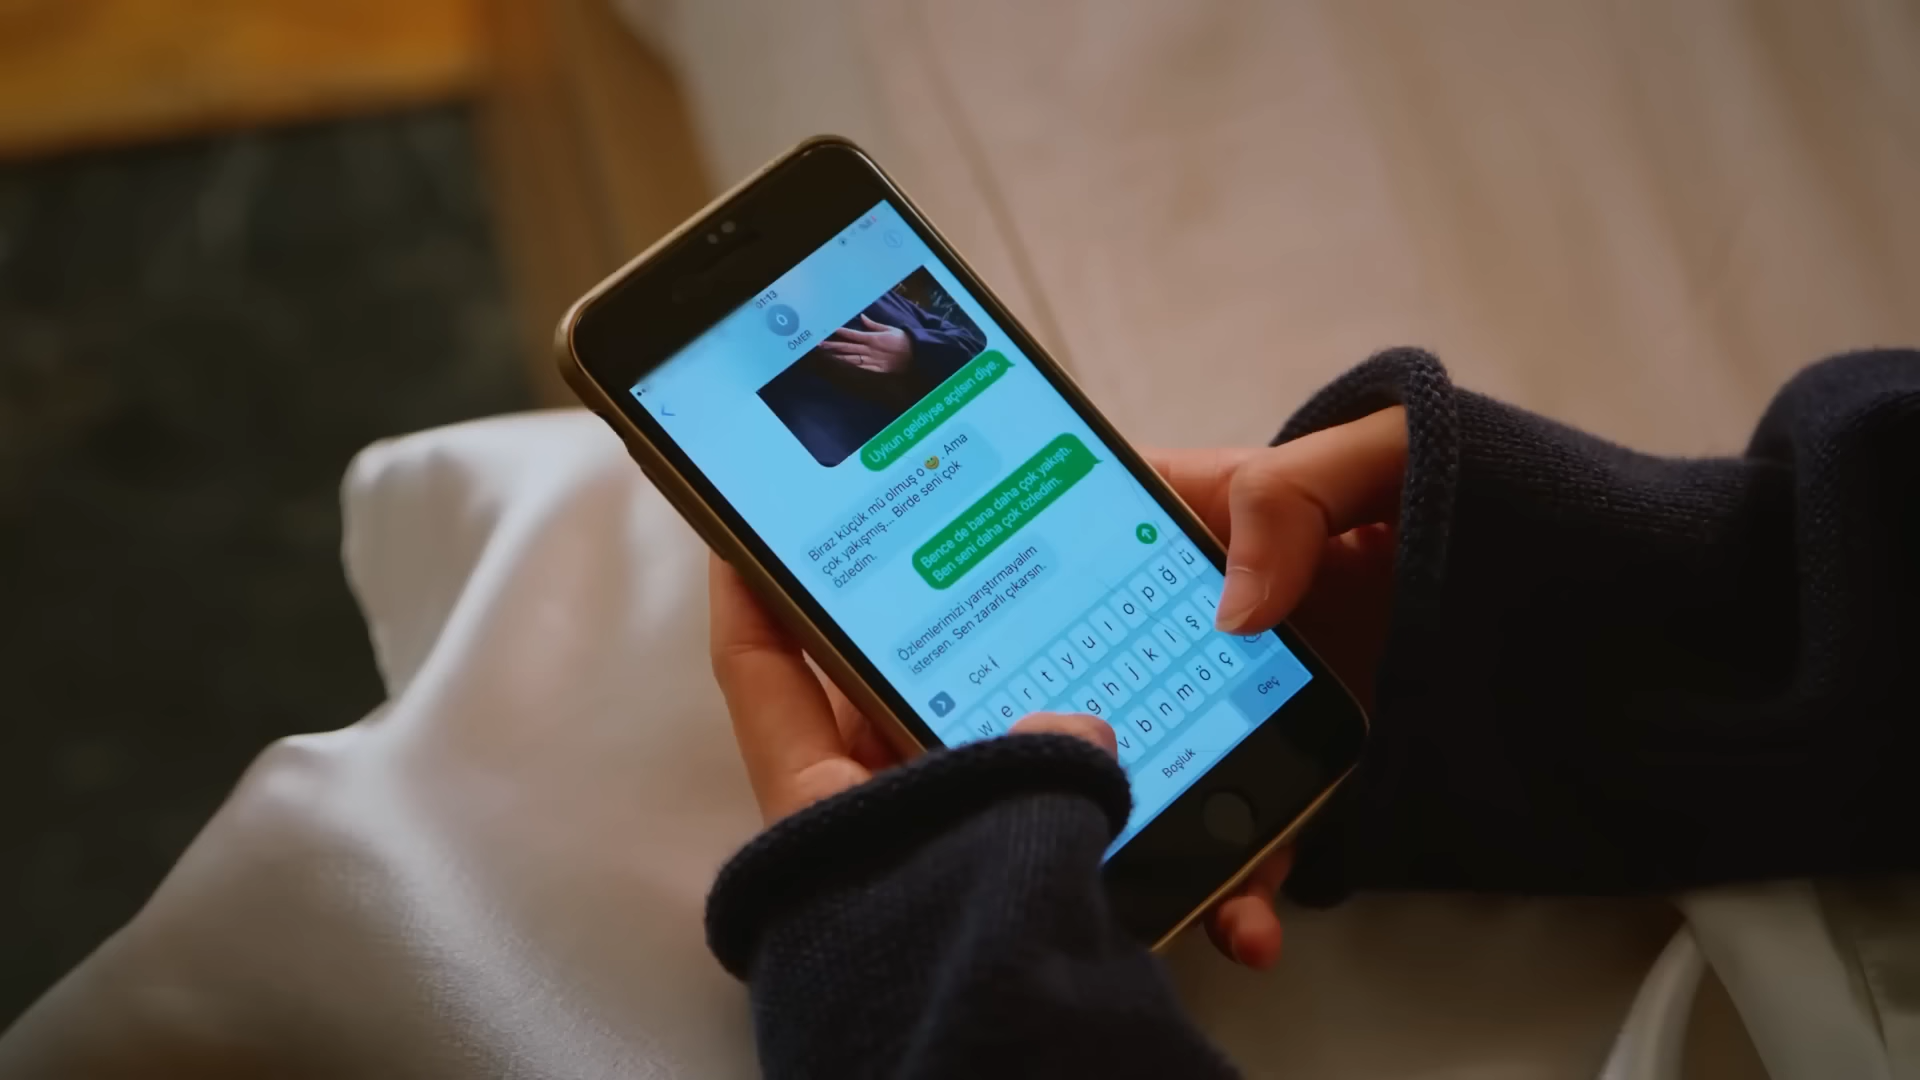 01:13
Ö
ÖMER
Uykun geldiyse açılsın diye.
Biraz küçük mü olmuş o 😅. Ama
çok yakışmış... Birde seni çok
özledim.
Bence de bana daha çok yakıştı.
Ben seni daha çok özledim.
Özlemlerimizi yarıştırmayalım
istersen. Sen zararlı çıkarsın.
Çok
w e r t y u ı o p ğ ü
g h j k l ş i
v b n m ö ç
Boşluk Geç